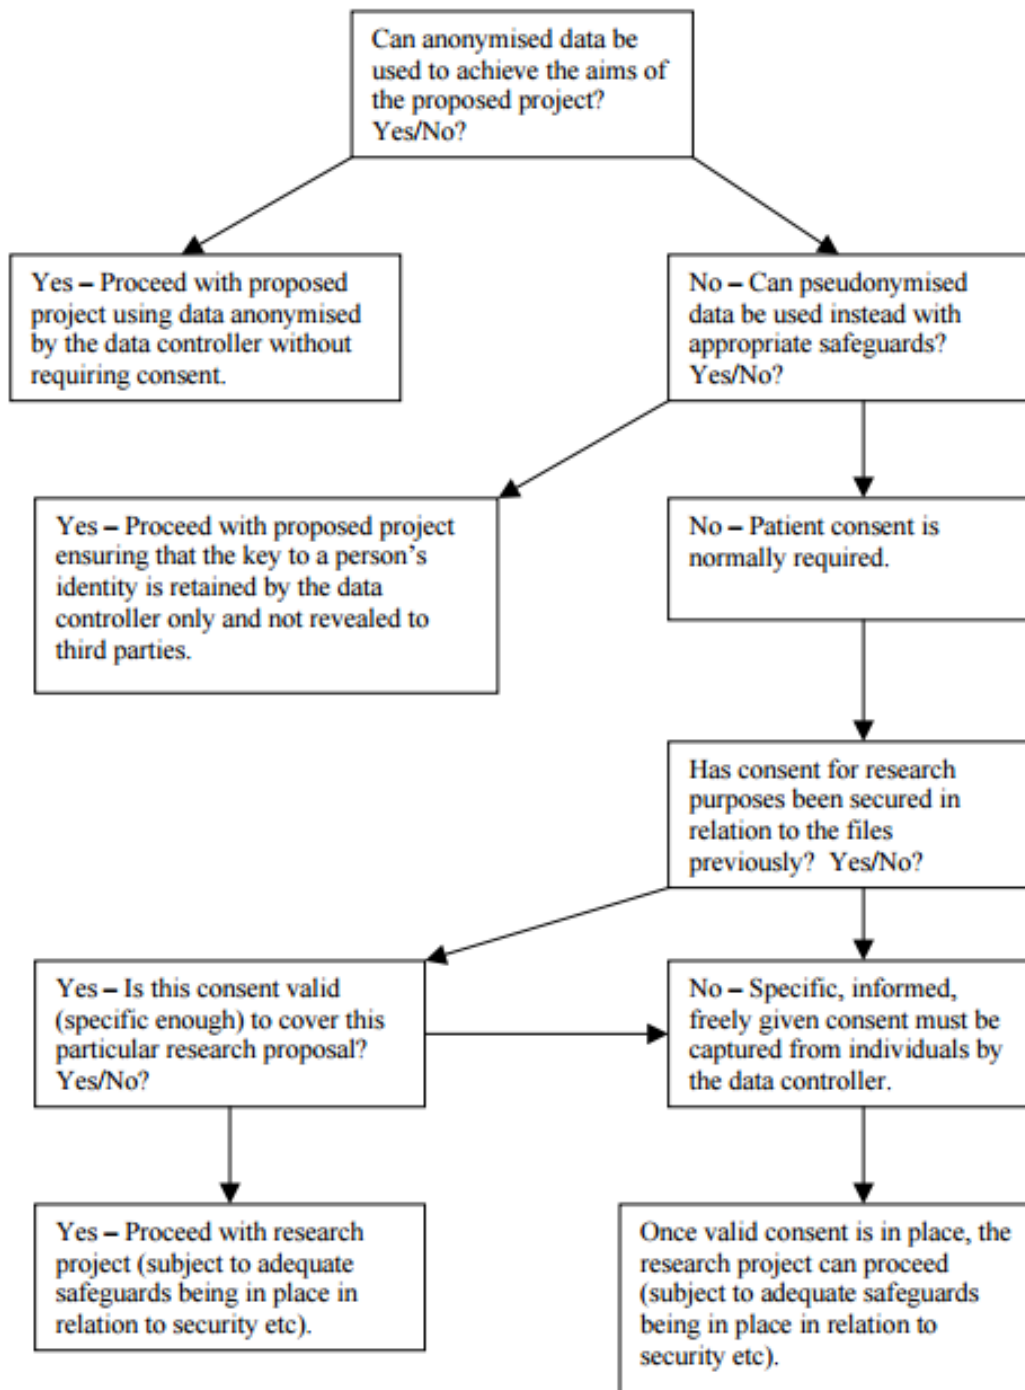 Can anonymised data be
used to achieve the aims of
the proposed project?
Yes/No?
Yes – Proceed with proposed
project using data anonymised
by the data controller without
requiring consent.
No – Can pseudonymised
data be used instead with
appropriate safeguards?
Yes/No?
Yes – Proceed with proposed project
ensuring that the key to a person’s
identity is retained by the data
controller only and not revealed to
third parties.
No – Patient consent is
normally required.
Has consent for research
purposes been secured in
relation to the files
previously?  Yes/No?
Yes – Is this consent valid
(specific enough) to cover this
particular research proposal?
Yes/No?
No – Specific, informed,
freely given consent must be
captured from individuals by
the data controller.
Yes – Proceed with research
project (subject to adequate
safeguards being in place in
relation to security etc).
Once valid consent is in place, the
research project can proceed
(subject to adequate safeguards
being in place in relation to
security etc).